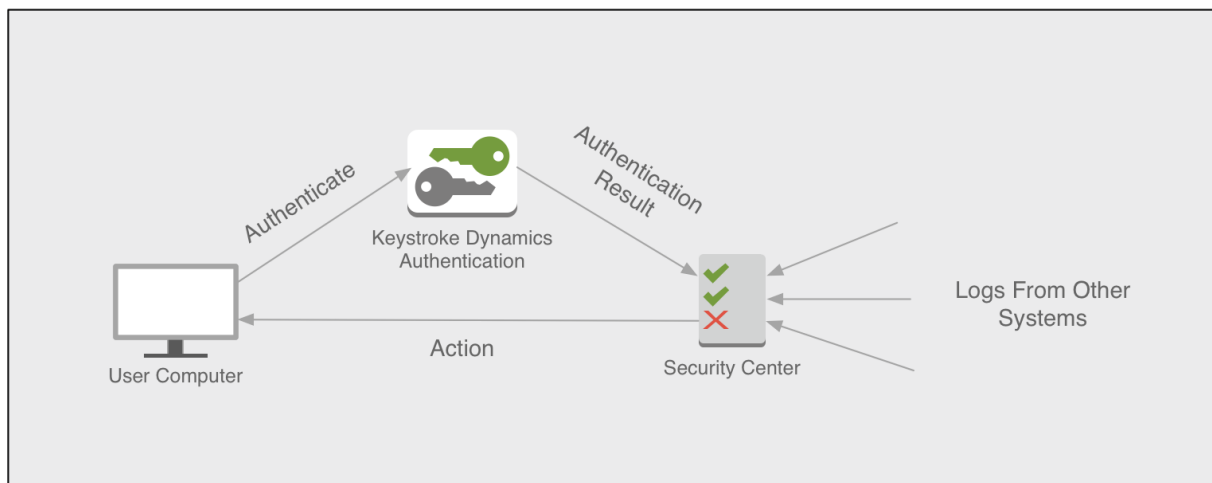 Authenticate
Keystroke Dynamics
Authentication
Authentication
Result
Logs From Other
Systems
Action
User Computer
Security Center